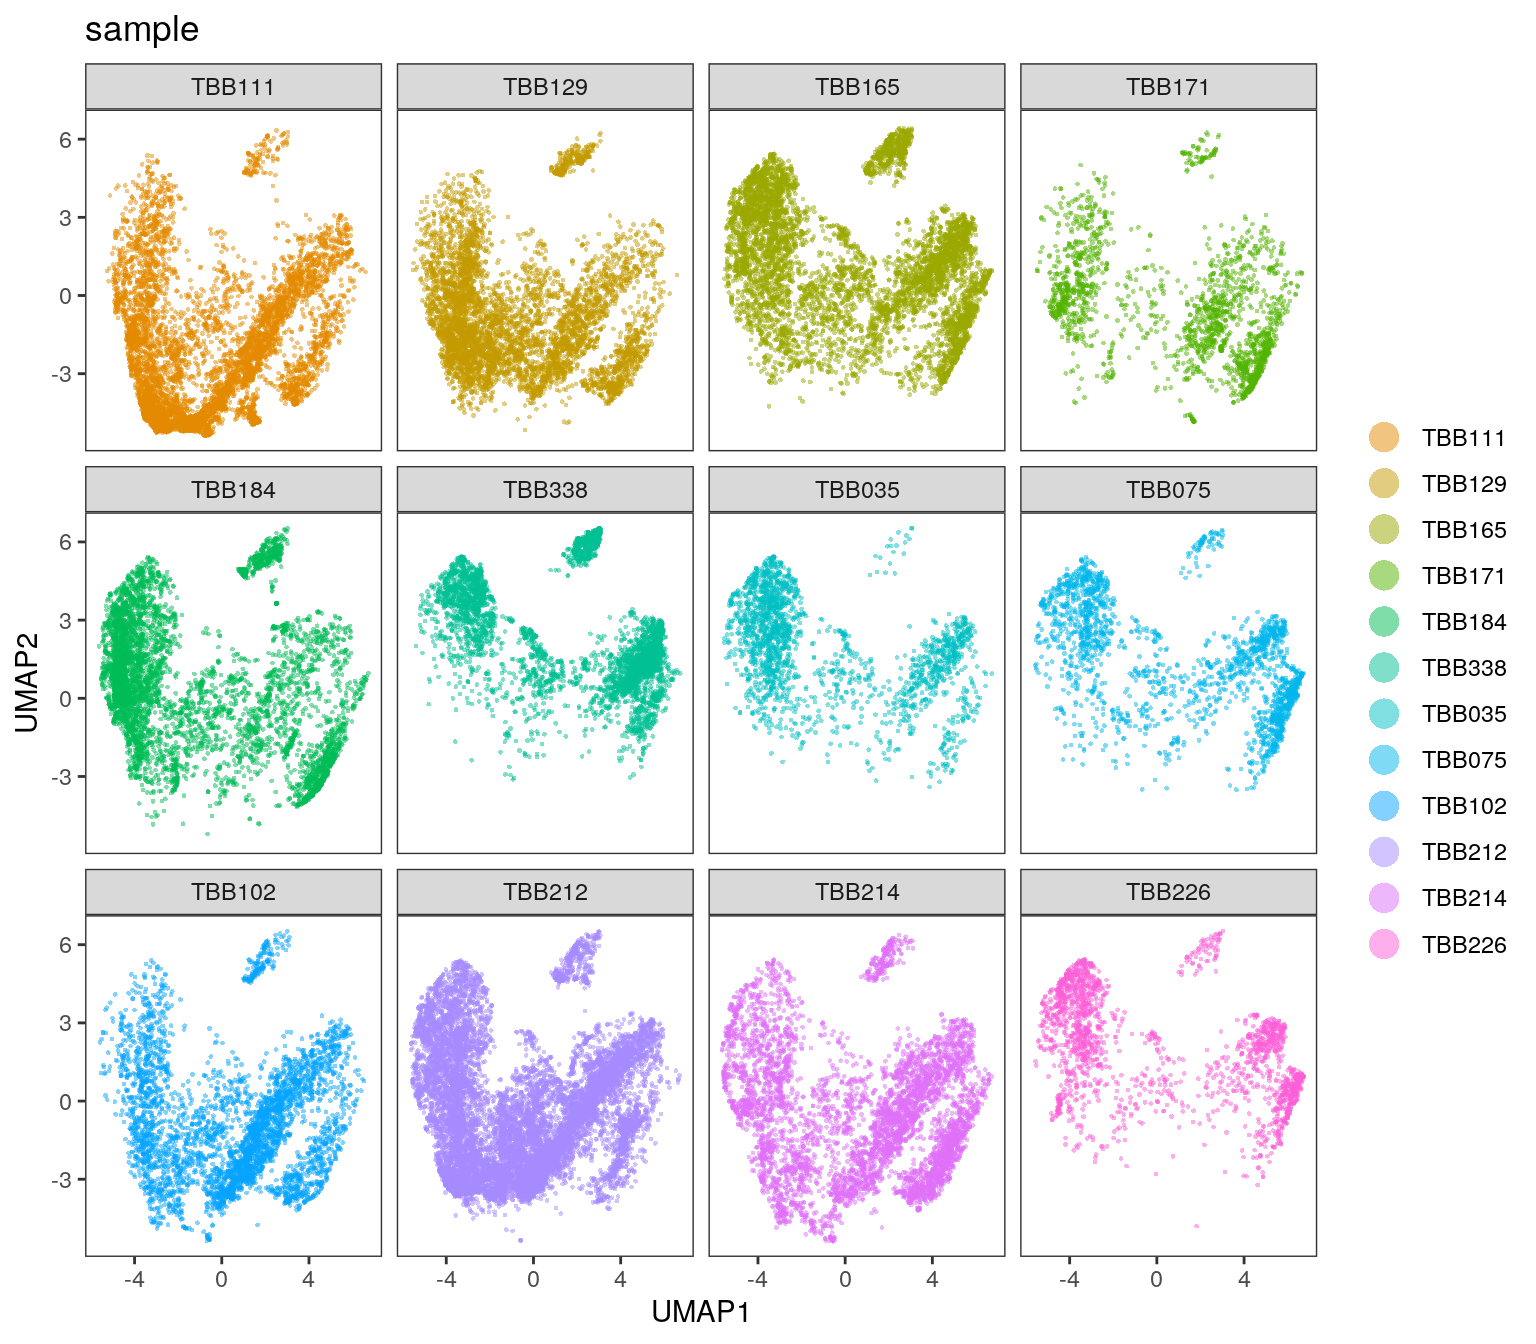 sample
TBB111 TBB129 TBB165 TBB171
6
3
0
-3
TBB184 TBB338 TBB035 TBB075
6
3
0
-3
TBB102 TBB212 TBB214 TBB226
6
3
0
-3
-4 0 4 -4 0 4 -4 0 4 -4 0 4
UMAP1
UMAP2
TBB111
TBB129
TBB165
TBB171
TBB184
TBB338
TBB035
TBB075
TBB102
TBB212
TBB214
TBB226